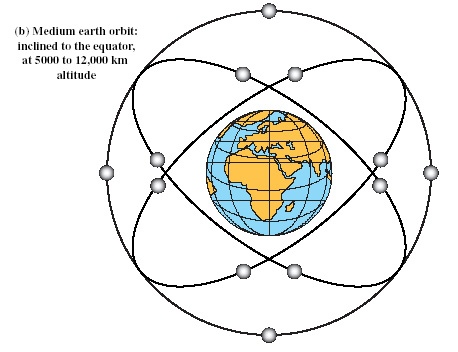 (b) Medium earth orbit:
inclined to the equator,
at 5000 to 12,000 km
altitude